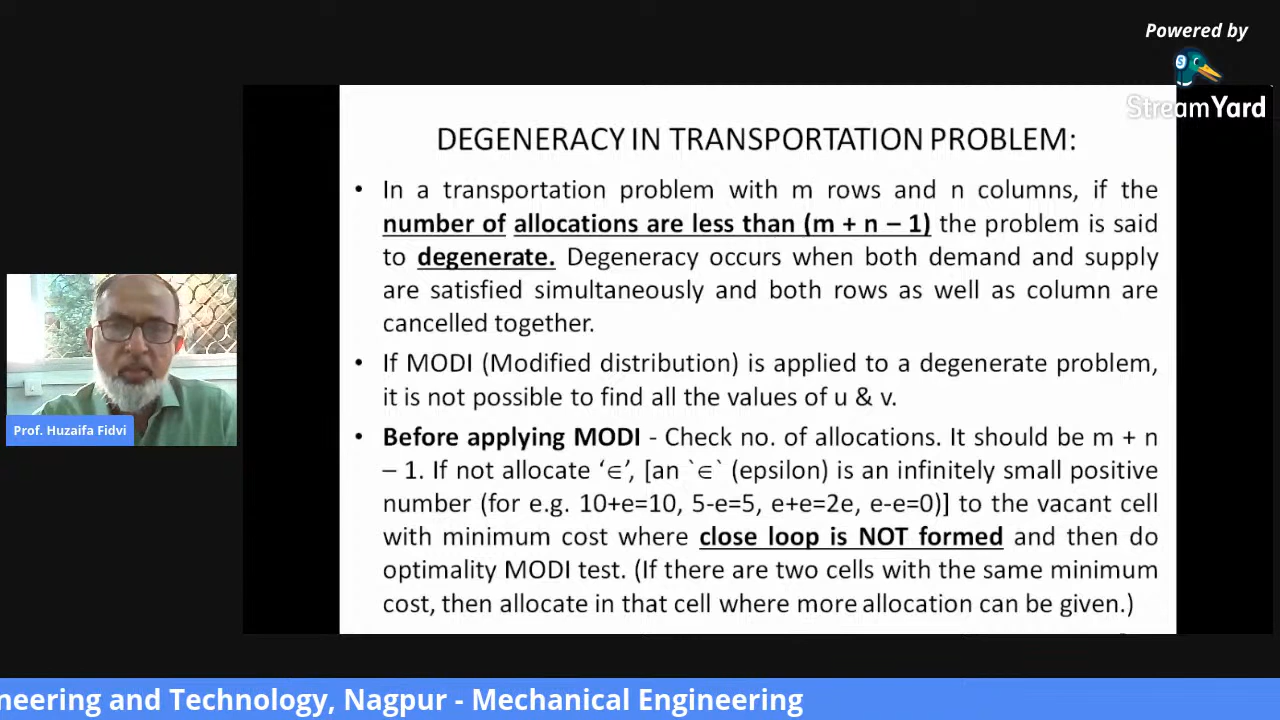 Powered by
StreamYard
DEGENERACY IN TRANSPORTATION PROBLEM:
• In a transportation problem with m rows and n columns, if the
number of allocations are less than (m + n – 1) the problem is said
to degenerate. Degeneracy occurs when both demand and supply
are satisfied simultaneously and both rows as well as column are
cancelled together.
• If MODI (Modified distribution) is applied to a degenerate problem,
it is not possible to find all the values of u & v.
• Before applying MODI - Check no. of allocations. It should be m + n
– 1. If not allocate ‘∈’, [an `∈` (epsilon) is an infinitely small positive
number (for e.g. 10+e=10, 5-e=5, e+e=2e, e-e=0)] to the vacant cell
with minimum cost where close loop is NOT formed and then do
optimality MODI test. (If there are two cells with the same minimum
cost, then allocate in that cell where more allocation can be given.)
Prof. Huzaifa Fidvi
neering and Technology, Nagpur - Mechanical Engineering